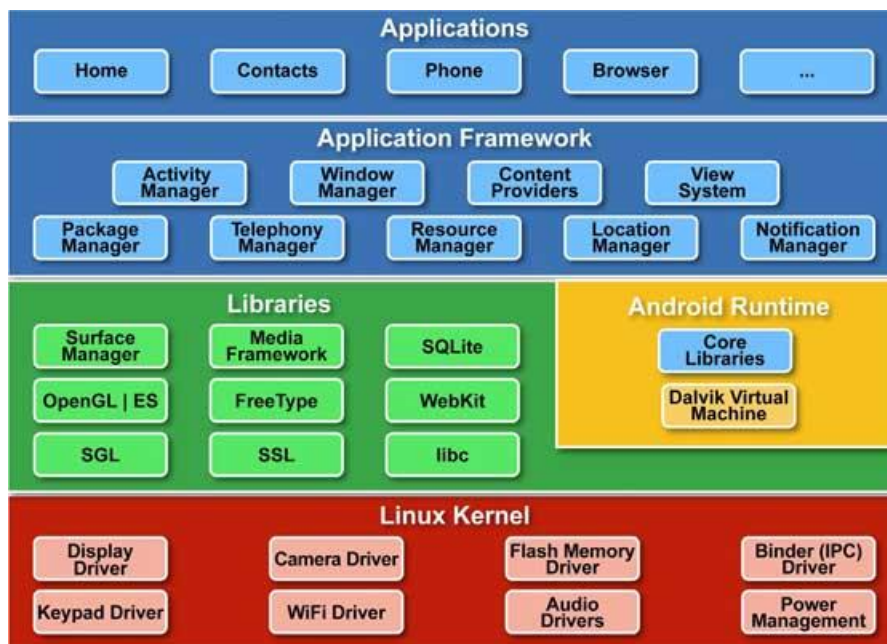 Applications
Home
Contacts
Phone
Browser
...
Application Framework
Activity
Manager
Window
Manager
Content
Providers
View
System
Package
Manager
Telephony
Manager
Resource
Manager
Location
Manager
Notification
Manager
Libraries
Surface
Manager
Media
Framework
SQLite
OpenGL | ES
FreeType
WebKit
SGL
SSL
libc
Android Runtime
Core
Libraries
Dalvik Virtual
Machine
Linux Kernel
Display
Driver
Camera Driver
Flash Memory
Driver
Binder (IPC)
Driver
Keypad Driver
WiFi Driver
Audio
Drivers
Power
Management